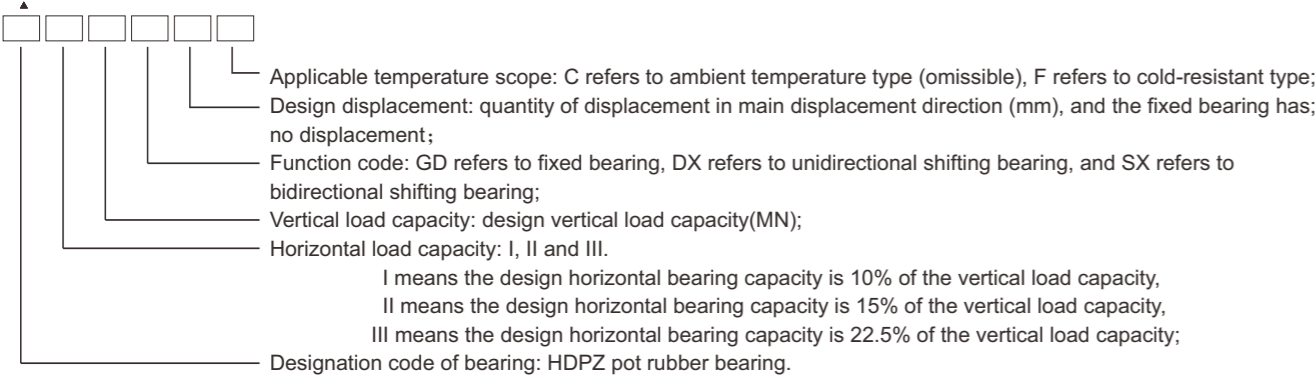 Applicable temperature scope: C refers to ambient temperature type (omissible), F refers to cold-resistant type;
Design displacement: quantity of displacement in main displacement direction (mm), and the fixed bearing has;
no displacement；
Function code: GD refers to fixed bearing, DX refers to unidirectional shifting bearing, and SX refers to
bidirectional shifting bearing;
Vertical load capacity: design vertical load capacity(MN);
Horizontal load capacity: I, II and III.
I means the design horizontal bearing capacity is 10% of the vertical load capacity,
II means the design horizontal bearing capacity is 15% of the vertical load capacity,
III means the design horizontal bearing capacity is 22.5% of the vertical load capacity;
Designation code of bearing: HDPZ pot rubber bearing.